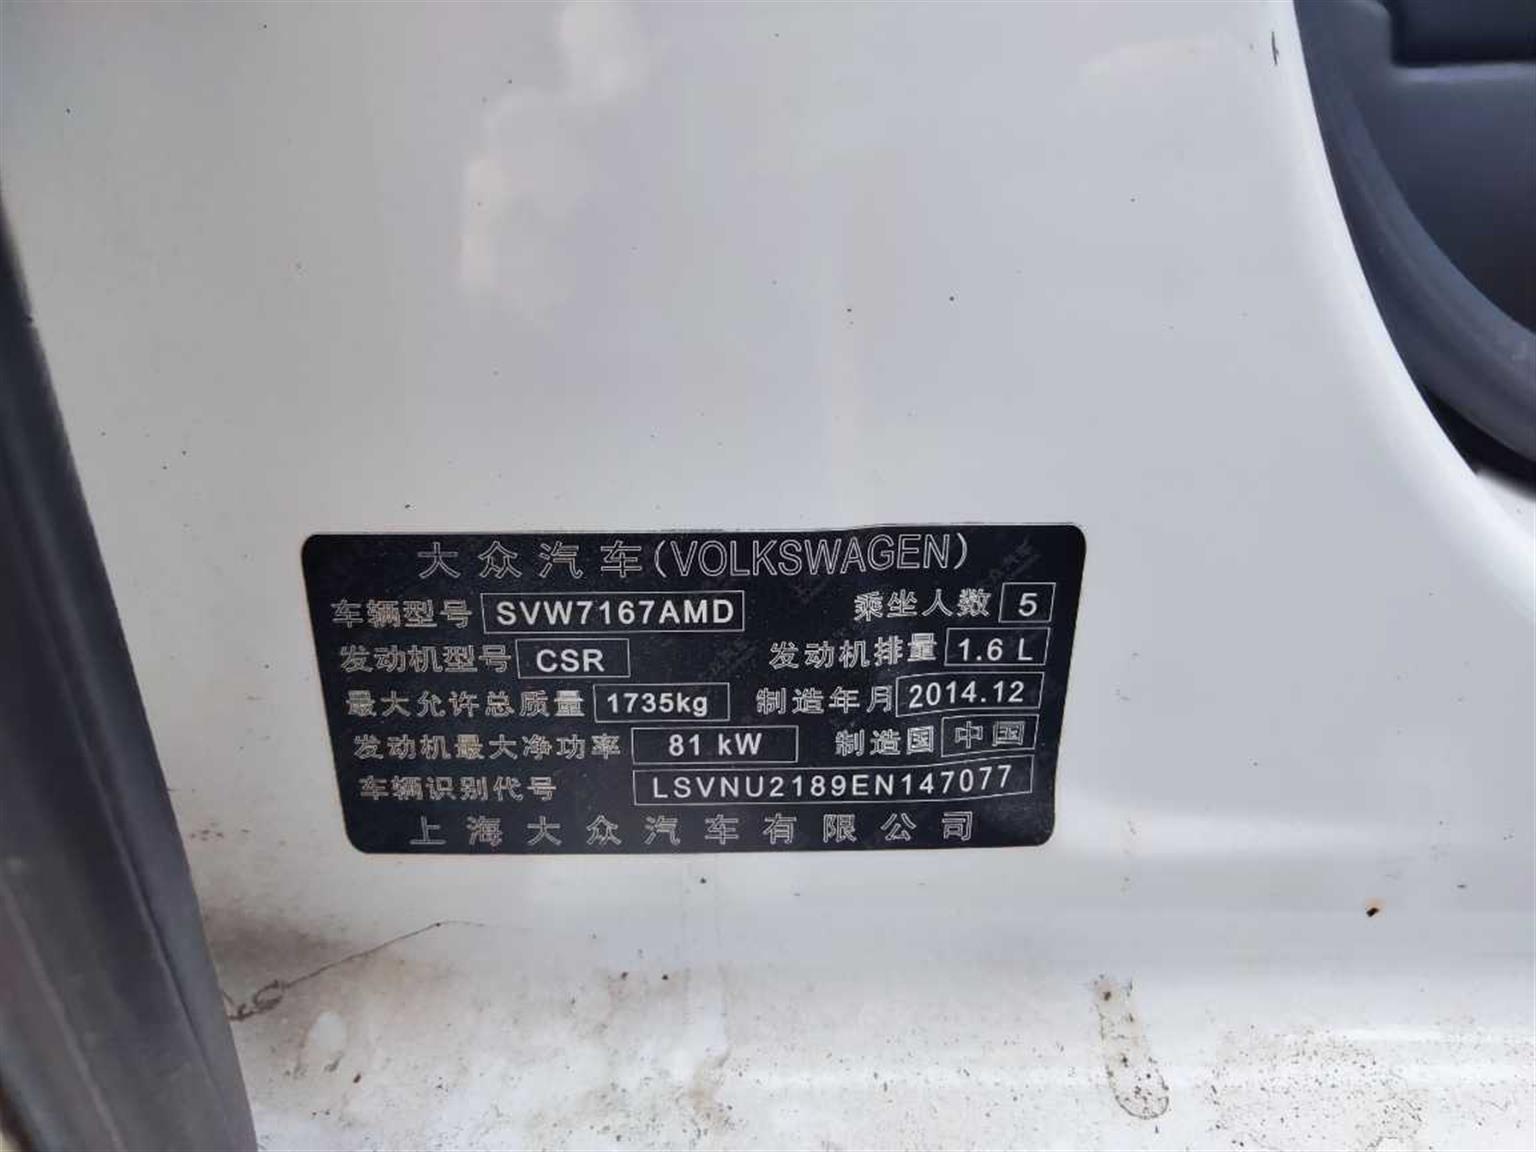 大众汽车(VOLKSWAGEN)
车辆型号 SVW7167AMD 乘坐人数 5
发动机型号 CSR 发动机排量 1.6 L
最大允许总质量 1735kg 制造年月 2014.12
发动机最大净功率 81 kW 制造国 中国
车辆识别代号 LSVNU2189EN147077
上海大众汽车有限公司